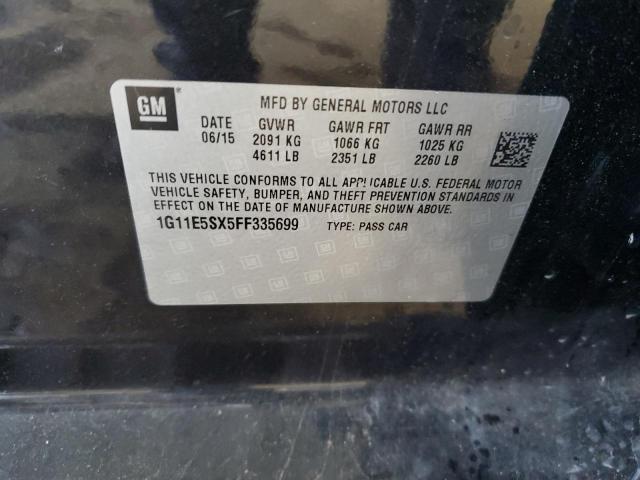 GM ® MFD BY GENERAL MOTORS LLC
DATE GVWR GAWR FRT GAWR RR
06/15 2091 KG 1066 KG 1025 KG
4611 LB 2351 LB 2260 LB
THIS VEHICLE CONFORMS TO ALL APPLICABLE U.S. FEDERAL MOTOR
VEHICLE SAFETY, BUMPER, AND THEFT PREVENTION STANDARDS IN
EFFECT ON THE DATE OF MANUFACTURE SHOWN ABOVE.
1G11E5SX5FF335699 TYPE: PASS CAR